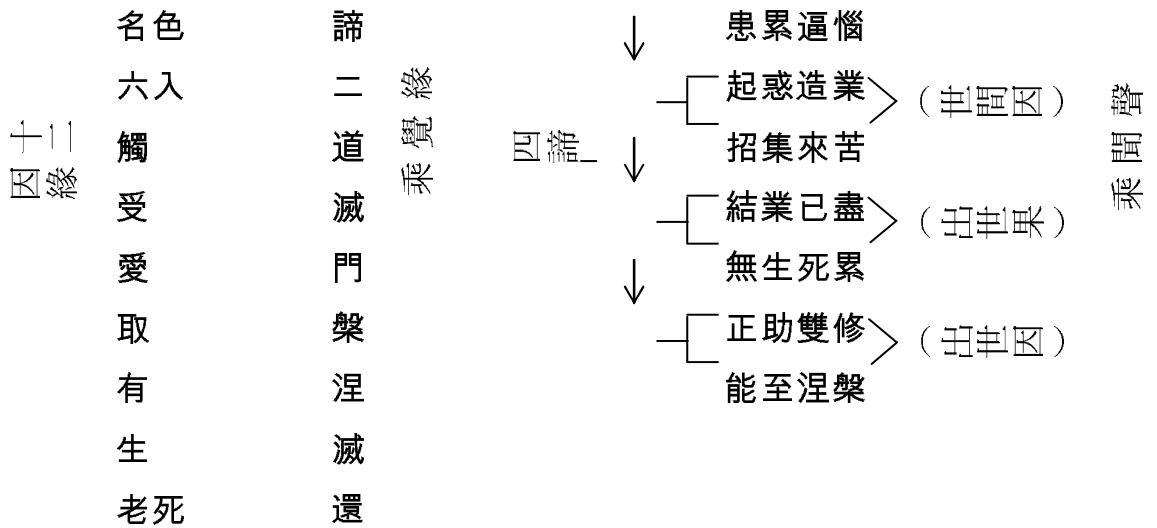 名色 諦 患累逼惱
六入 二 起惑造業 （世間因）
觸 道 招集來苦
受 滅 結業已盡 （出世果）
愛 門 無生死累
取 槃 正助雙修 （出世因）
有 涅 能至涅槃
生 滅
老死 還
十二因緣
緣覺乘
四諦
聲聞乘